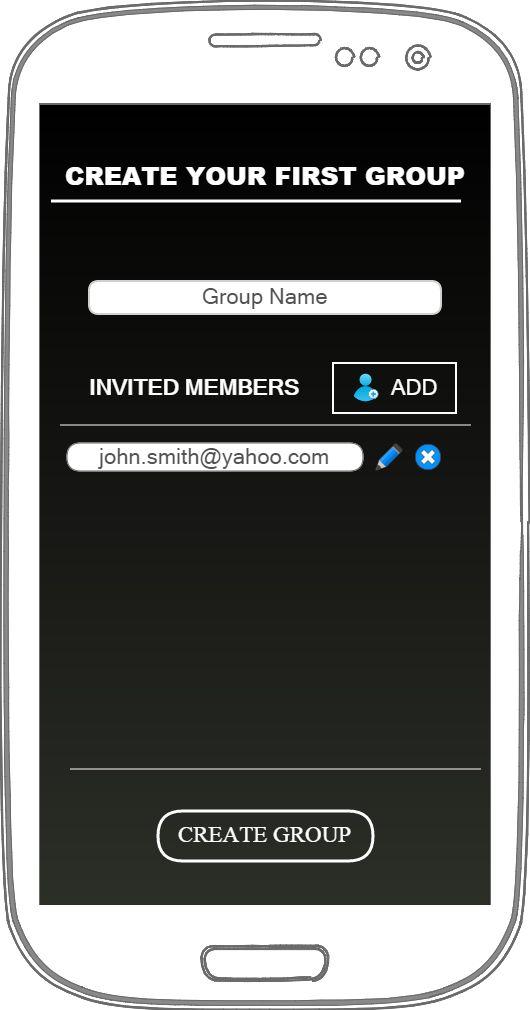 CREATE YOUR FIRST GROUP
Group Name
INVITED MEMBERS
ADD
john.smith@yahoo.com
CREATE GROUP